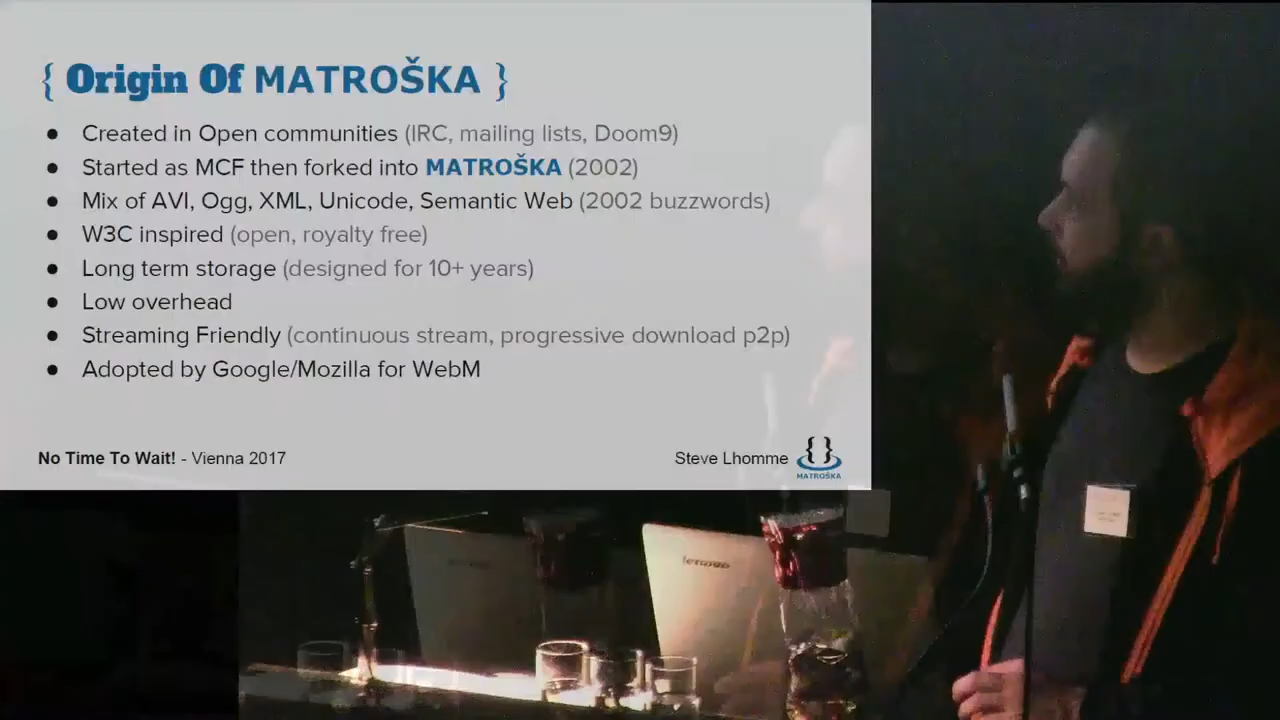 { Origin Of MATROŠKA }
● Created in Open communities (IRC, mailing lists, Doom9)
● Started as MCF then forked into MATROŠKA (2002)
● Mix of AVI, Ogg, XML, Unicode, Semantic Web (2002 buzzwords)
● W3C inspired (open, royalty free)
● Long term storage (designed for 10+ years)
● Low overhead
● Streaming Friendly (continuous stream, progressive download p2p)
● Adopted by Google/Mozilla for WebM
No Time To Wait! - Vienna 2017
Steve Lhomme
{ }
MATROŠKA
lenovo